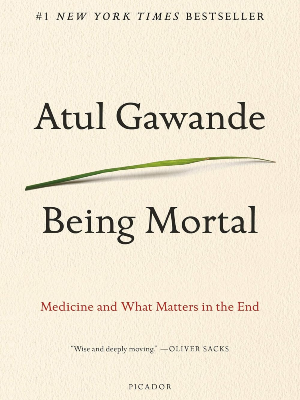 #1 NEW YORK TIMES BESTSELLER
Atul Gawande
Being Mortal
Medicine and What Matters in the End
"Wise and deeply moving." —OLIVER SACKS
PICADOR